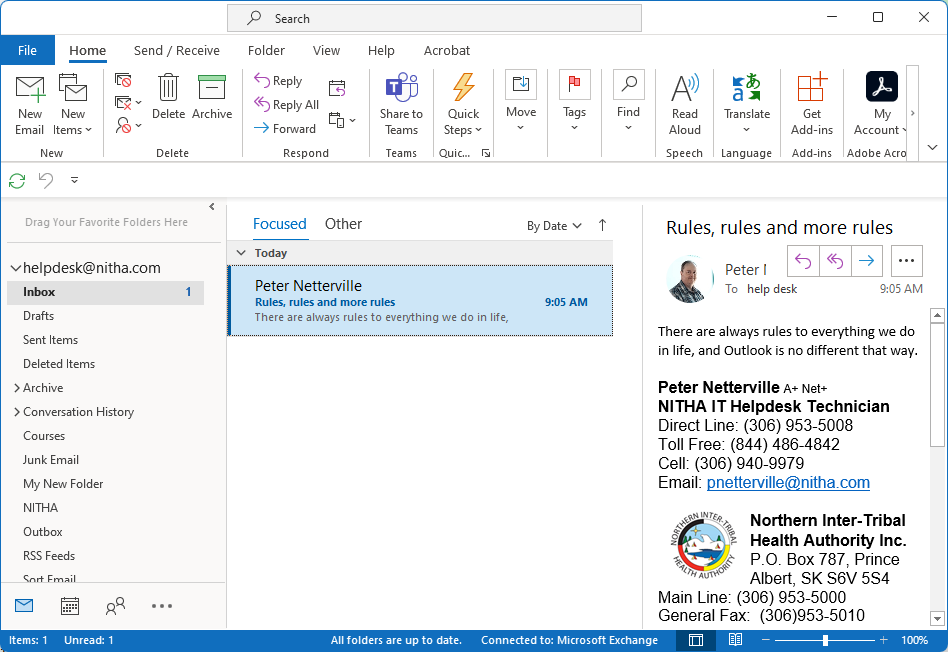 Search
File Home Send / Receive Folder View Help Acrobat
New Email
New Items
Delete
Archive
Reply
Reply All
Forward
Share to Teams
Quick Steps
Move
Tags
Find
Read Aloud
Translate
Get Add-ins
My Account
New Delete Respond Teams Quic... Speech Language Add-ins Adobe Acro
Drag Your Favorite Folders Here
helpdesk@nitha.com
Inbox 1
Drafts
Sent Items
Deleted Items
Archive
Conversation History
Courses
Junk Email
My New Folder
NITHA
Outbox
RSS Feeds
Sort Email
Focused Other By Date
Today
Peter Netterville
Rules, rules and more rules 9:05 AM
There are always rules to everything we do in life,
Rules, rules and more rules
Peter
To help desk 9:05 AM
There are always rules to everything we do
in life, and Outlook is no different that way.
Peter Netterville A+ Net+
NITHA IT Helpdesk Technician
Direct Line: (306) 953-5008
Toll Free: (844) 486-4842
Cell: (306) 940-9979
Email: pnetterville@nitha.com
NORTHERN INTER-TRIBAL
HEALTH AUTHORITY
Northern Inter-Tribal
Health Authority Inc.
P.O. Box 787, Prince
Albert, SK S6V 5S4
Main Line: (306) 953-5000
General Fax: (306)953-5010
Items: 1 Unread: 1 All folders are up to date. Connected to: Microsoft Exchange 100%